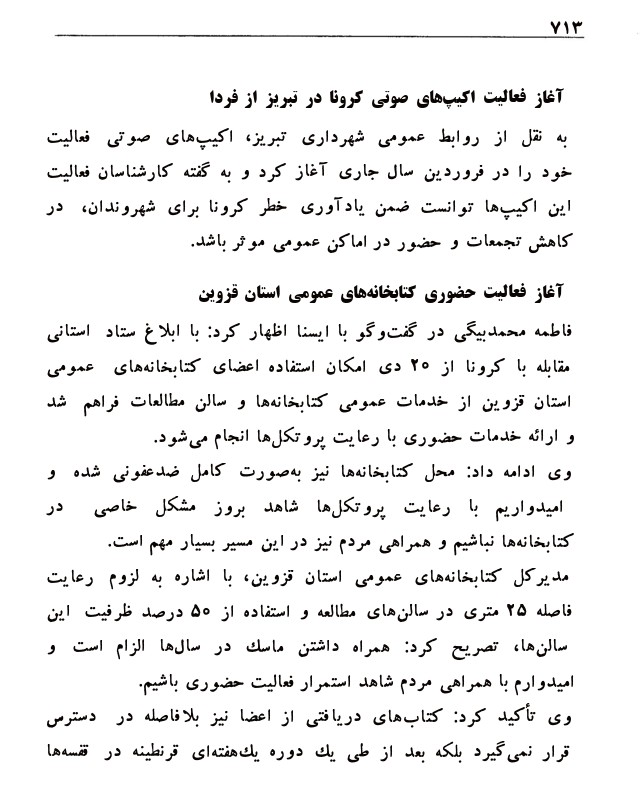 ۷۱۳
آغاز فعالیت اکیپ‌های صوتی کرونا در تبریز از فردا
به نقل از روابط عمومی شهرداری تبریز، اکیپ‌های صوتی فعالیت
خود را در فروردین سال جاری آغاز کرد و به گفته کارشناسان فعالیت
این اکیپ‌ها توانست ضمن یادآوری خطر کرونا برای شهروندان، در
کاهش تجمعات و حضور در اماکن عمومی موثر باشد.
آغاز فعالیت حضوری کتابخانه‌های عمومی استان قزوین
فاطمه محمدبیگی در گفت‌وگو با ایسنا اظهار کرد: با ابلاغ ستاد استانی
مقابله با کرونا از ۲۰ دی امکان استفاده اعضای کتابخانه‌های عمومی
استان قزوین از خدمات عمومی کتابخانه‌ها و سالن مطالعات فراهم شد
و ارائه خدمات حضوری با رعایت پروتکل‌ها انجام می‌شود.
وی ادامه داد: محل کتابخانه‌ها نیز به‌صورت کامل ضدعفونی شده و
امیدواریم با رعایت پروتکل‌ها شاهد بروز مشکل خاصی در
کتابخانه‌ها نباشیم و همراهی مردم نیز در این مسیر بسیار مهم است.
مدیرکل کتابخانه‌های عمومی استان قزوین، با اشاره به لزوم رعایت
فاصله ۲۵ متری در سالن‌های مطالعه و استفاده از ۵۰ درصد ظرفیت این
سالن‌ها، تصریح کرد: همراه داشتن ماسك در سال‌ها الزام است و
امیدوارم با همراهی مردم شاهد استمرار فعالیت حضوری باشیم.
وی تأکید کرد: کتاب‌های دریافتی از اعضا نیز بلافاصله در دسترس
قرار نمی‌گیرد بلکه بعد از طی یك دوره یك‌هفته‌ای قرنطینه در قفسه‌ها